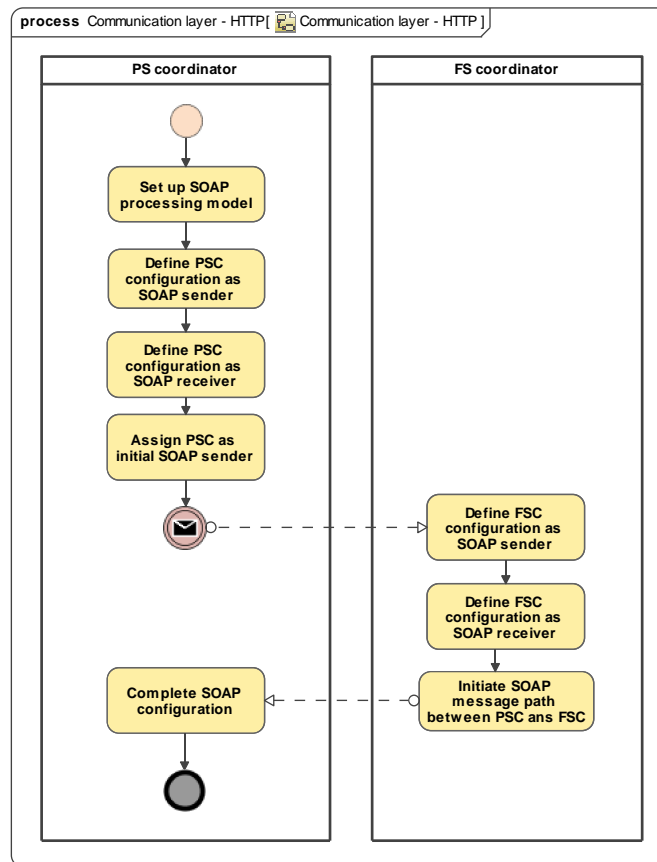 process Communication layer - HTTP[ Communication layer - HTTP ]
PS coordinator
FS coordinator
Set up SOAP
processing model
Define PSC
configuration as
SOAP sender
Define PSC
configuration as
SOAP receiver
Assign PSC as
initial SOAP sender
Define FSC
configuration as
SOAP sender
Define FSC
configuration as
SOAP receiver
Initiate SOAP
message path
between PSC ans FSC
Complete SOAP
configuration